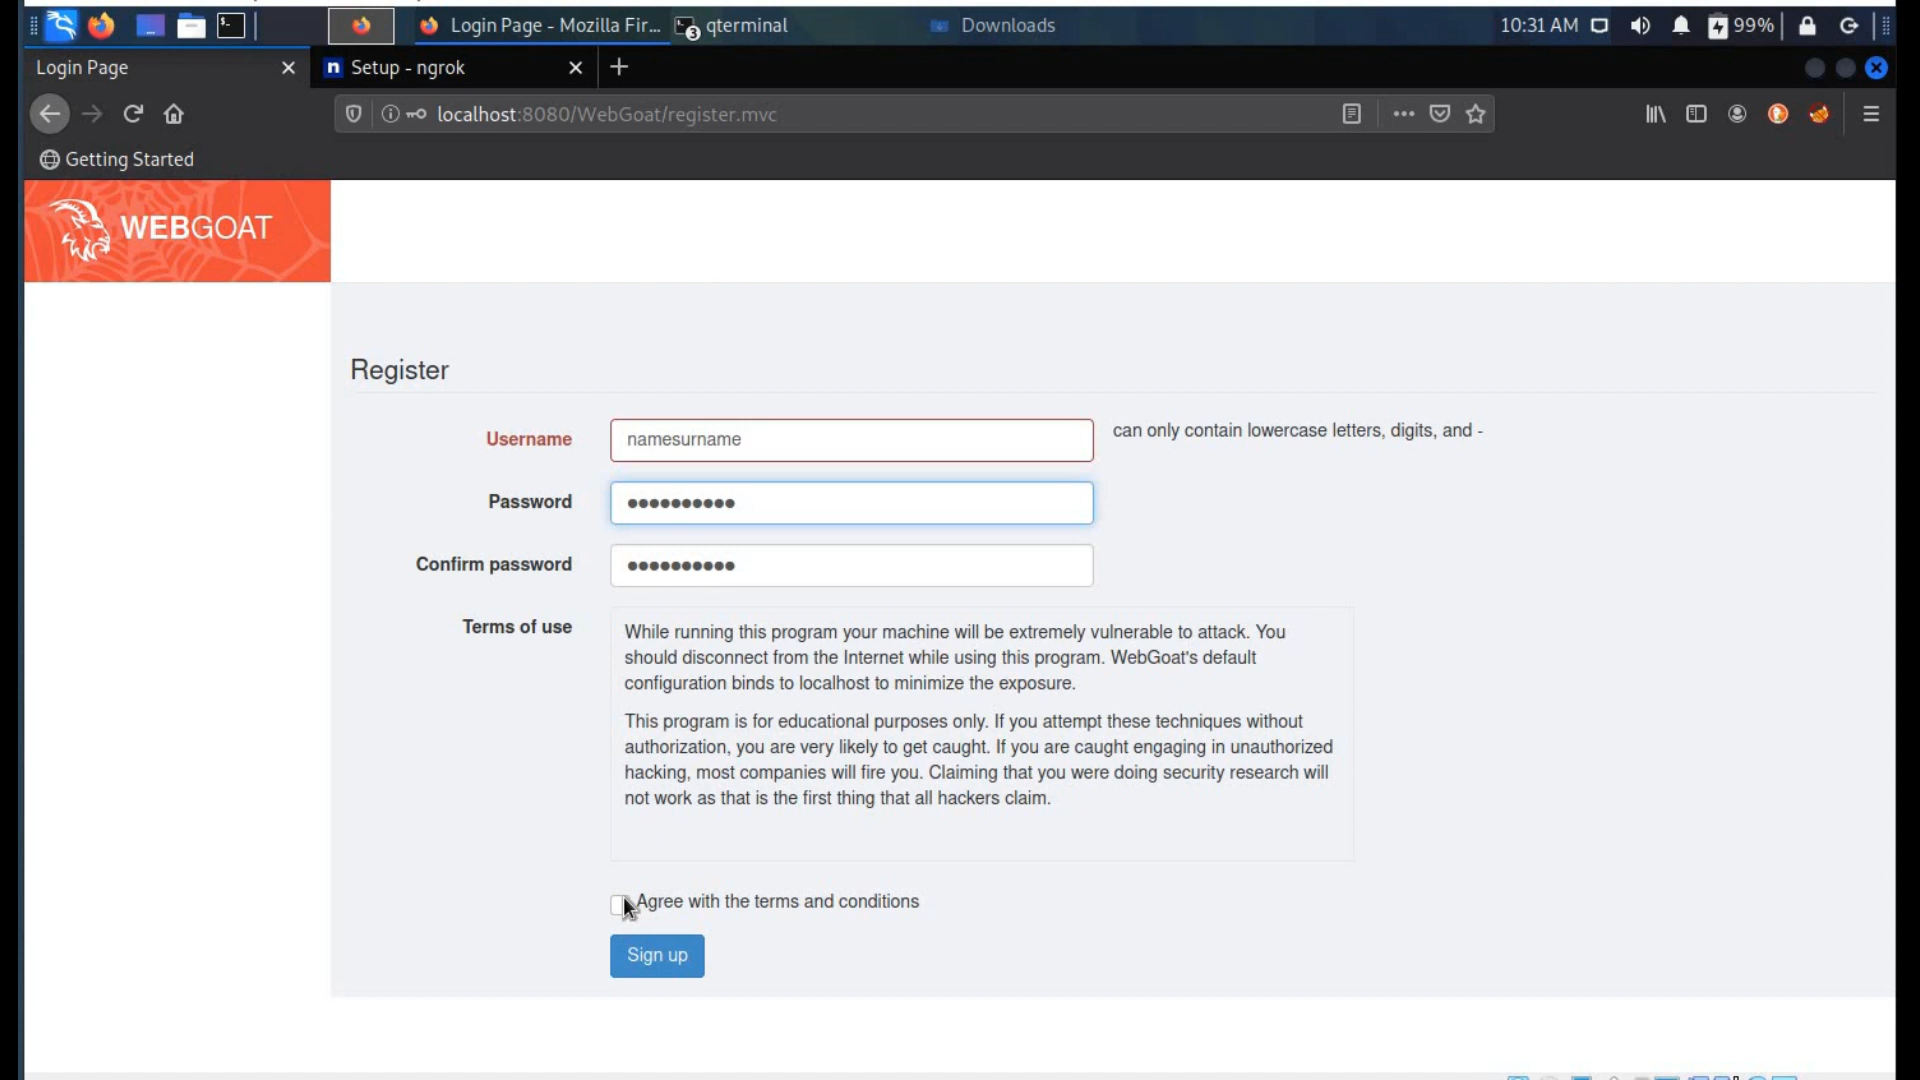 Login Page - Mozilla Fir... 3 qterminal Downloads 10:31 AM 99%
Login Page Setup - ngrok
localhost:8080/WebGoat/register.mvc
Getting Started
WEBGOAT
Register
Username namesurname can only contain lowercase letters, digits, and -
Password ••••••••••
Confirm password ••••••••••
Terms of use
While running this program your machine will be extremely vulnerable to attack. You
should disconnect from the Internet while using this program. WebGoat's default
configuration binds to localhost to minimize the exposure.
This program is for educational purposes only. If you attempt these techniques without
authorization, you are very likely to get caught. If you are caught engaging in unauthorized
hacking, most companies will fire you. Claiming that you were doing security research will
not work as that is the first thing that all hackers claim.
Agree with the terms and conditions
Sign up